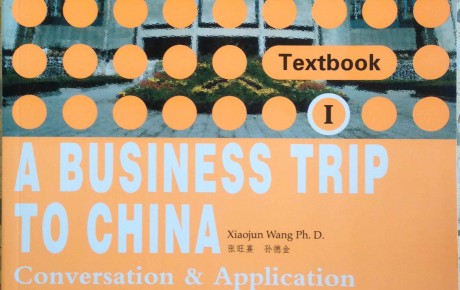 Textbook
I
A BUSINESS TRIP
TO CHINA
Xiaojun Wang Ph. D.
张旺熹 孙德金
Conversation & Application